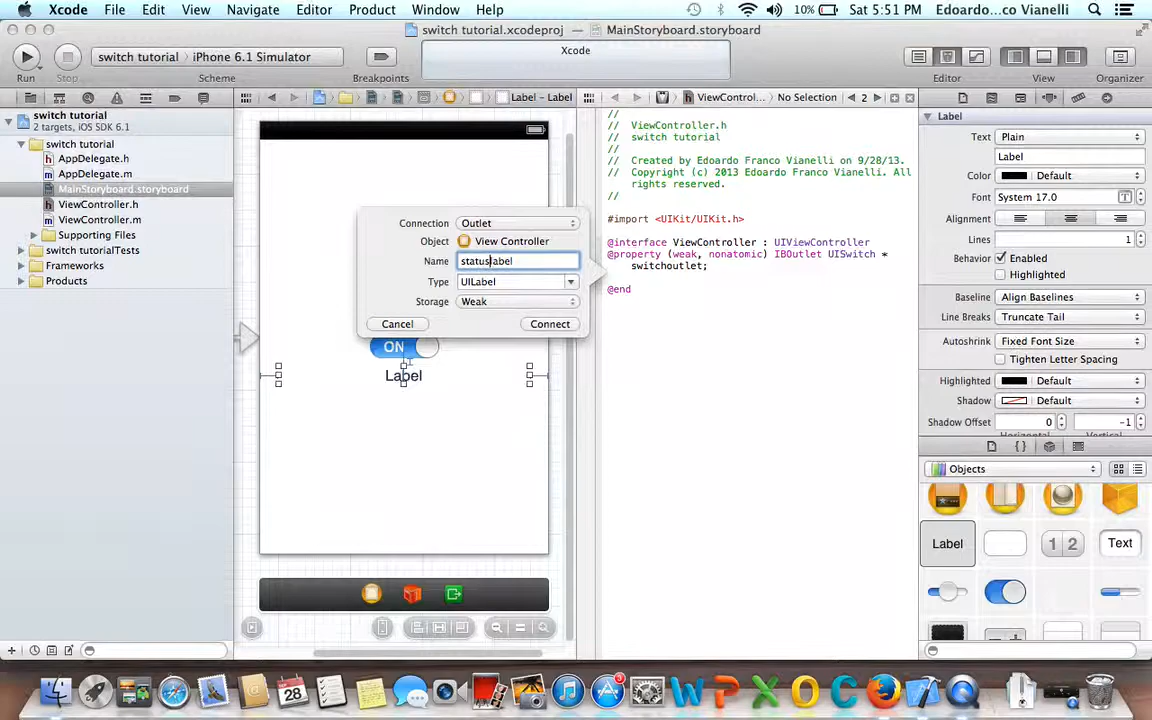 Xcode File Edit View Navigate Editor Product Window Help 10% Sat 5:51 PM Edoardo...co Vianelli
switch tutorial.xcodeproj — MainStoryboard.storyboard
switch tutorial iPhone 6.1 Simulator
Xcode
Run Stop Scheme Breakpoints Editor View Organizer
Label – Label
ViewControl... No Selection 2
switch tutorial
2 targets, iOS SDK 6.1
switch tutorial
AppDelegate.h
AppDelegate.m
MainStoryboard.storyboard
ViewController.h
ViewController.m
Supporting Files
switch tutorialTests
Frameworks
Products
Connection Outlet
Object View Controller
Name statuslabel
Type UILabel
Storage Weak
Cancel Connect
ON
Label
//
// ViewController.h
// switch tutorial
//
// Created by Edoardo Franco Vianelli on 9/28/13.
// Copyright (c) 2013 Edoardo Franco Vianelli. All
rights reserved.
//
#import <UIKit/UIKit.h>
@interface ViewController : UIViewController
@property (weak, nonatomic) IBOutlet UISwitch *
switchoutlet;
@end
Label
Text Plain
Label
Color Default
Font System 17.0
Alignment
Lines 1
Behavior Enabled
Highlighted
Baseline Align Baselines
Line Breaks Truncate Tail
Autoshrink Fixed Font Size
Tighten Letter Spacing
Highlighted Default
Shadow Default
Shadow Offset 0 -1
Horizontal Vertical
Objects
Label 1 2 Text
SEP
28
3